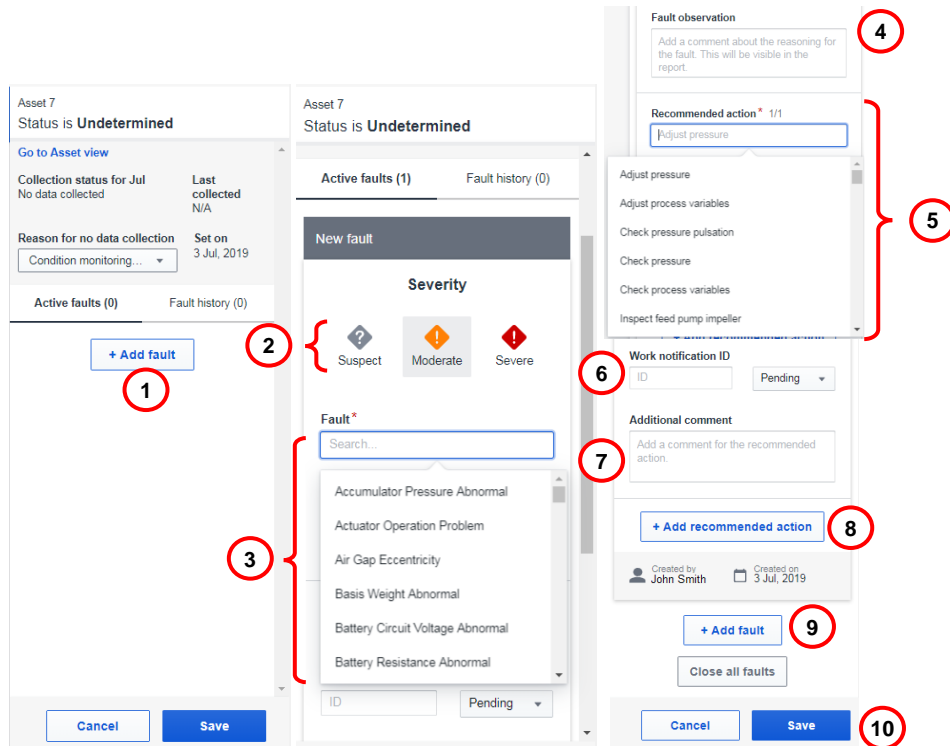 Asset 7
Status is Undetermined
Go to Asset view
Collection status for Jul
No data collected
Last
collected
N/A
Reason for no data collection
Condition monitoring...
Set on
3 Jul, 2019
Active faults (0)
Fault history (0)
+ Add fault
1
Cancel
Save
Asset 7
Status is Undetermined
Active faults (1)
Fault history (0)
New fault
Severity
2
Suspect
Moderate
Severe
Fault*
Search...
3
Accumulator Pressure Abnormal
Actuator Operation Problem
Air Gap Eccentricity
Basis Weight Abnormal
Battery Circuit Voltage Abnormal
Battery Resistance Abnormal
ID
Pending
Fault observation
4
Add a comment about the reasoning for
the fault. This will be visible in the
report.
Recommended action* 1/1
Adjust pressure
5
Adjust pressure
Adjust process variables
Check pressure pulsation
Check pressure
Check process variables
Inspect feed pump impeller
+ Add recommended action
Work notification ID
6
ID
Pending
Additional comment
7
Add a comment for the recommended
action.
+ Add recommended action
8
Created by
John Smith
Created on
3 Jul, 2019
+ Add fault
9
Close all faults
Cancel
Save
10